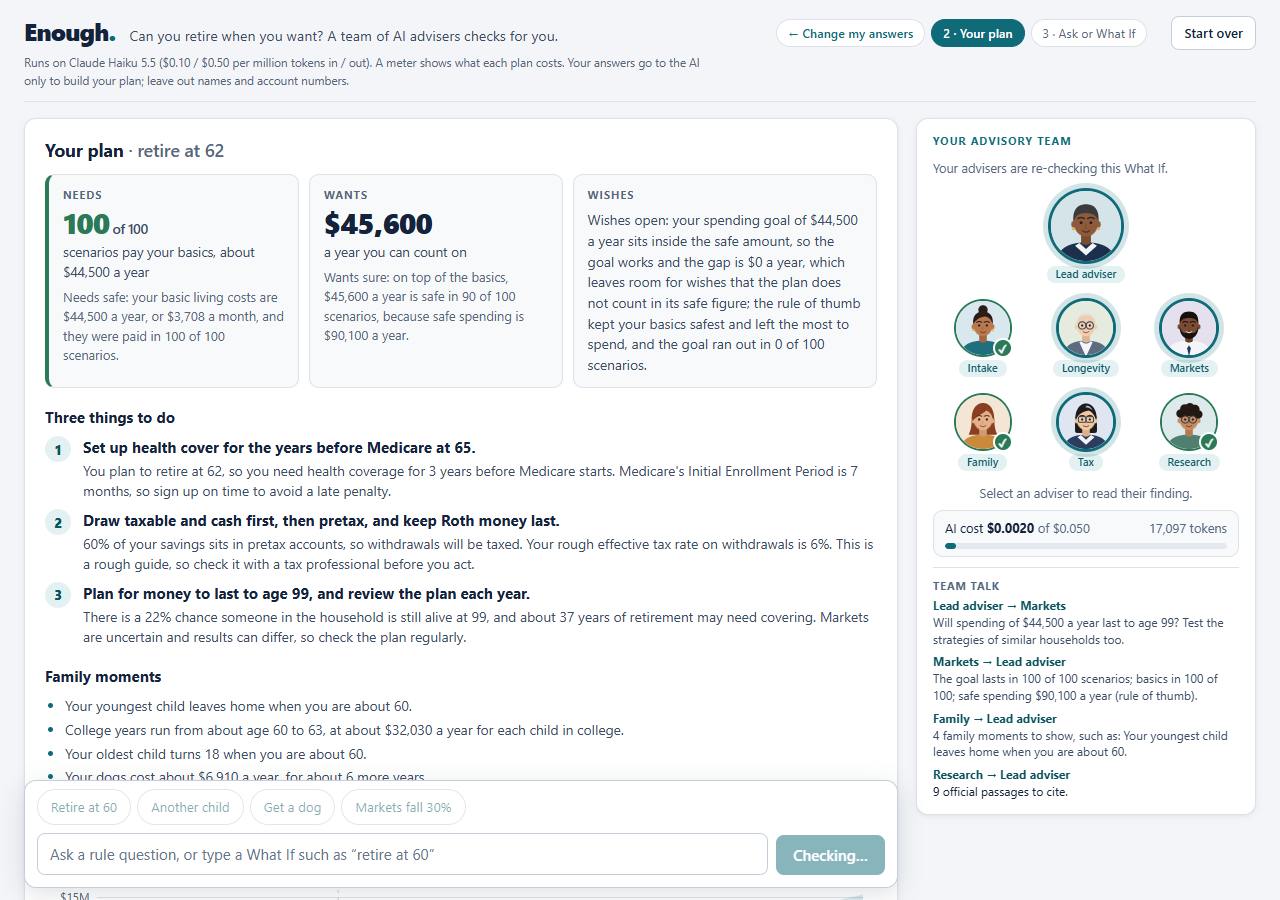 Enough. Can you retire when you want? A team of AI advisers checks for you.
Runs on Claude Haiku 5.5 ($0.10 / $0.50 per million tokens in / out). A meter shows what each plan costs. Your answers go to the AI
only to build your plan; leave out names and account numbers.
← Change my answers
2 · Your plan
3 · Ask or What If
Start over
Your plan · retire at 62
NEEDS
100 of 100
scenarios pay your basics, about
$44,500 a year
Needs safe: your basic living costs are
$44,500 a year, or $3,708 a month, and
they were paid in 100 of 100
scenarios.
WANTS
$45,600
a year you can count on
Wants sure: on top of the basics,
$45,600 a year is safe in 90 of 100
scenarios, because safe spending is
$90,100 a year.
WISHES
Wishes open: your spending goal of $44,500
a year sits inside the safe amount, so the
goal works and the gap is $0 a year, which
leaves room for wishes that the plan does
not count in its safe figure; the rule of thumb
kept your basics safest and left the most to
spend, and the goal ran out in 0 of 100
scenarios.
Three things to do
1 Set up health cover for the years before Medicare at 65.
You plan to retire at 62, so you need health coverage for 3 years before Medicare starts. Medicare's Initial Enrollment Period is 7
months, so sign up on time to avoid a late penalty.
2 Draw taxable and cash first, then pretax, and keep Roth money last.
60% of your savings sits in pretax accounts, so withdrawals will be taxed. Your rough effective tax rate on withdrawals is 6%. This is
a rough guide, so check it with a tax professional before you act.
3 Plan for money to last to age 99, and review the plan each year.
There is a 22% chance someone in the household is still alive at 99, and about 37 years of retirement may need covering. Markets
are uncertain and results can differ, so check the plan regularly.
Family moments
• Your youngest child leaves home when you are about 60.
• College years run from about age 60 to 63, at about $32,030 a year for each child in college.
• Your oldest child turns 18 when you are about 60.
• Your dogs cost about $6,910 a year, for about 6 more years.
Retire at 60
Another child
Get a dog
Markets fall 30%
Ask a rule question, or type a What If such as “retire at 60”
Checking…
$15M
YOUR ADVISORY TEAM
Your advisers are re-checking this What If.
Lead adviser
Intake
Longevity
Markets
Family
Tax
Research
Select an adviser to read their finding.
AI cost $0.0020 of $0.050 17,097 tokens
TEAM TALK
Lead adviser → Markets
Will spending of $44,500 a year last to age 99? Test the
strategies of similar households too.
Markets → Lead adviser
The goal lasts in 100 of 100 scenarios; basics in 100 of
100; safe spending $90,100 a year (rule of thumb).
Family → Lead adviser
4 family moments to show, such as: Your youngest child
leaves home when you are about 60.
Research → Lead adviser
9 official passages to cite.